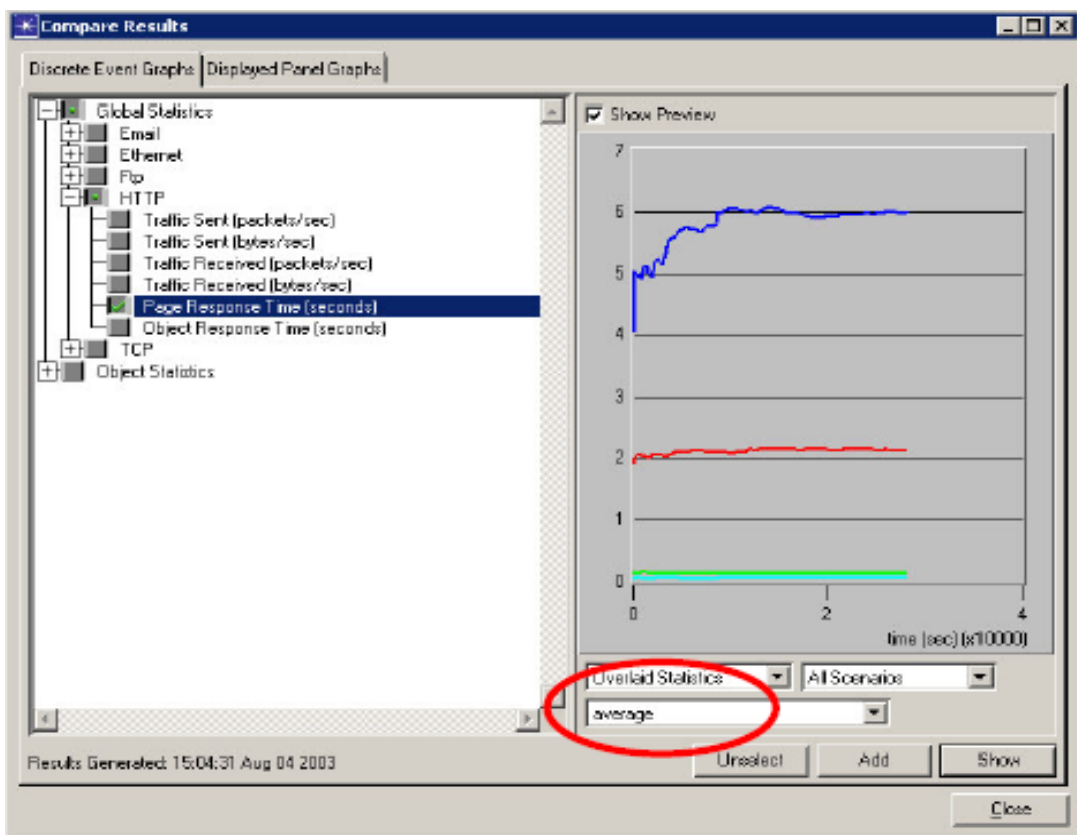 Compare Results
Discrete Event Graphs
Displayed Panel Graphs
Global Statistics
Email
Ethernet
Ftp
HTTP
Traffic Sent (packets/sec)
Traffic Sent (bytes/sec)
Traffic Received (packets/sec)
Traffic Received (bytes/sec)
Page Response Time (seconds)
Object Response Time (seconds)
TCP
Object Statistics
Show Preview
7
6
5
4
3
2
1
0
0 2 4
time (sec) (x10000)
Overlaid Statistics
All Scenarios
average
Results Generated: 15:04:31 Aug 04 2003
Unselect
Add
Show
Close